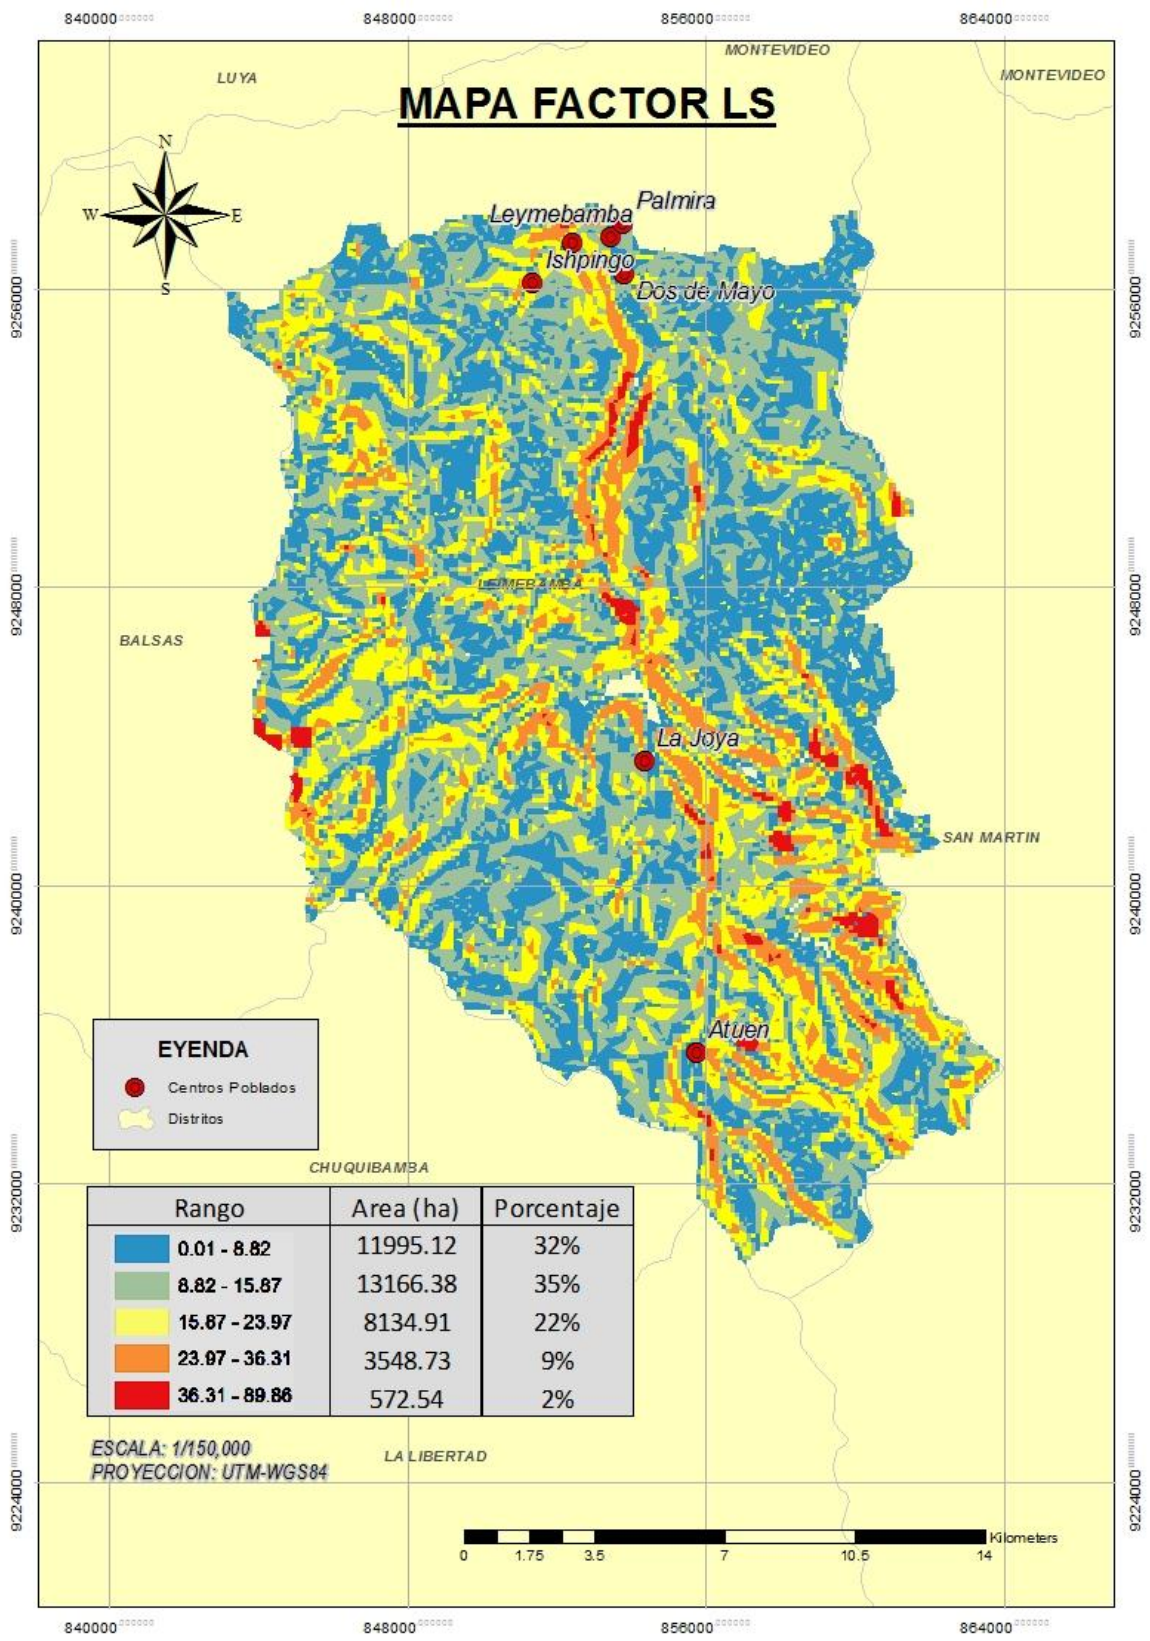 840000 848000 856000 864000
MONTEVIDEO
LUYA
MONTEVIDEO
MAPA FACTOR LS
N
W E
S
Palmira
Leymebamba
Ishpingo
Dos de Mayo
9256000 9256000
9248000 9248000
LEIMEBAMBA
BALSAS
La Joya
SAN MARTIN
9240000 9240000
Atuen
EYENDA
Centros Poblados
Distritos
CHUQUIBAMBA
9232000 9232000
Rango Area (ha) Porcentaje
0.01 - 8.82 11995.12 32%
8.82 - 15.87 13166.38 35%
15.87 - 23.97 8134.91 22%
23.97 - 36.31 3548.73 9%
36.31 - 89.86 572.54 2%
ESCALA: 1/150,000
PROYECCION: UTM-WGS84
LA LIBERTAD
9224000 9224000
Kilometers
0 1.75 3.5 7 10.5 14
840000 848000 856000 864000